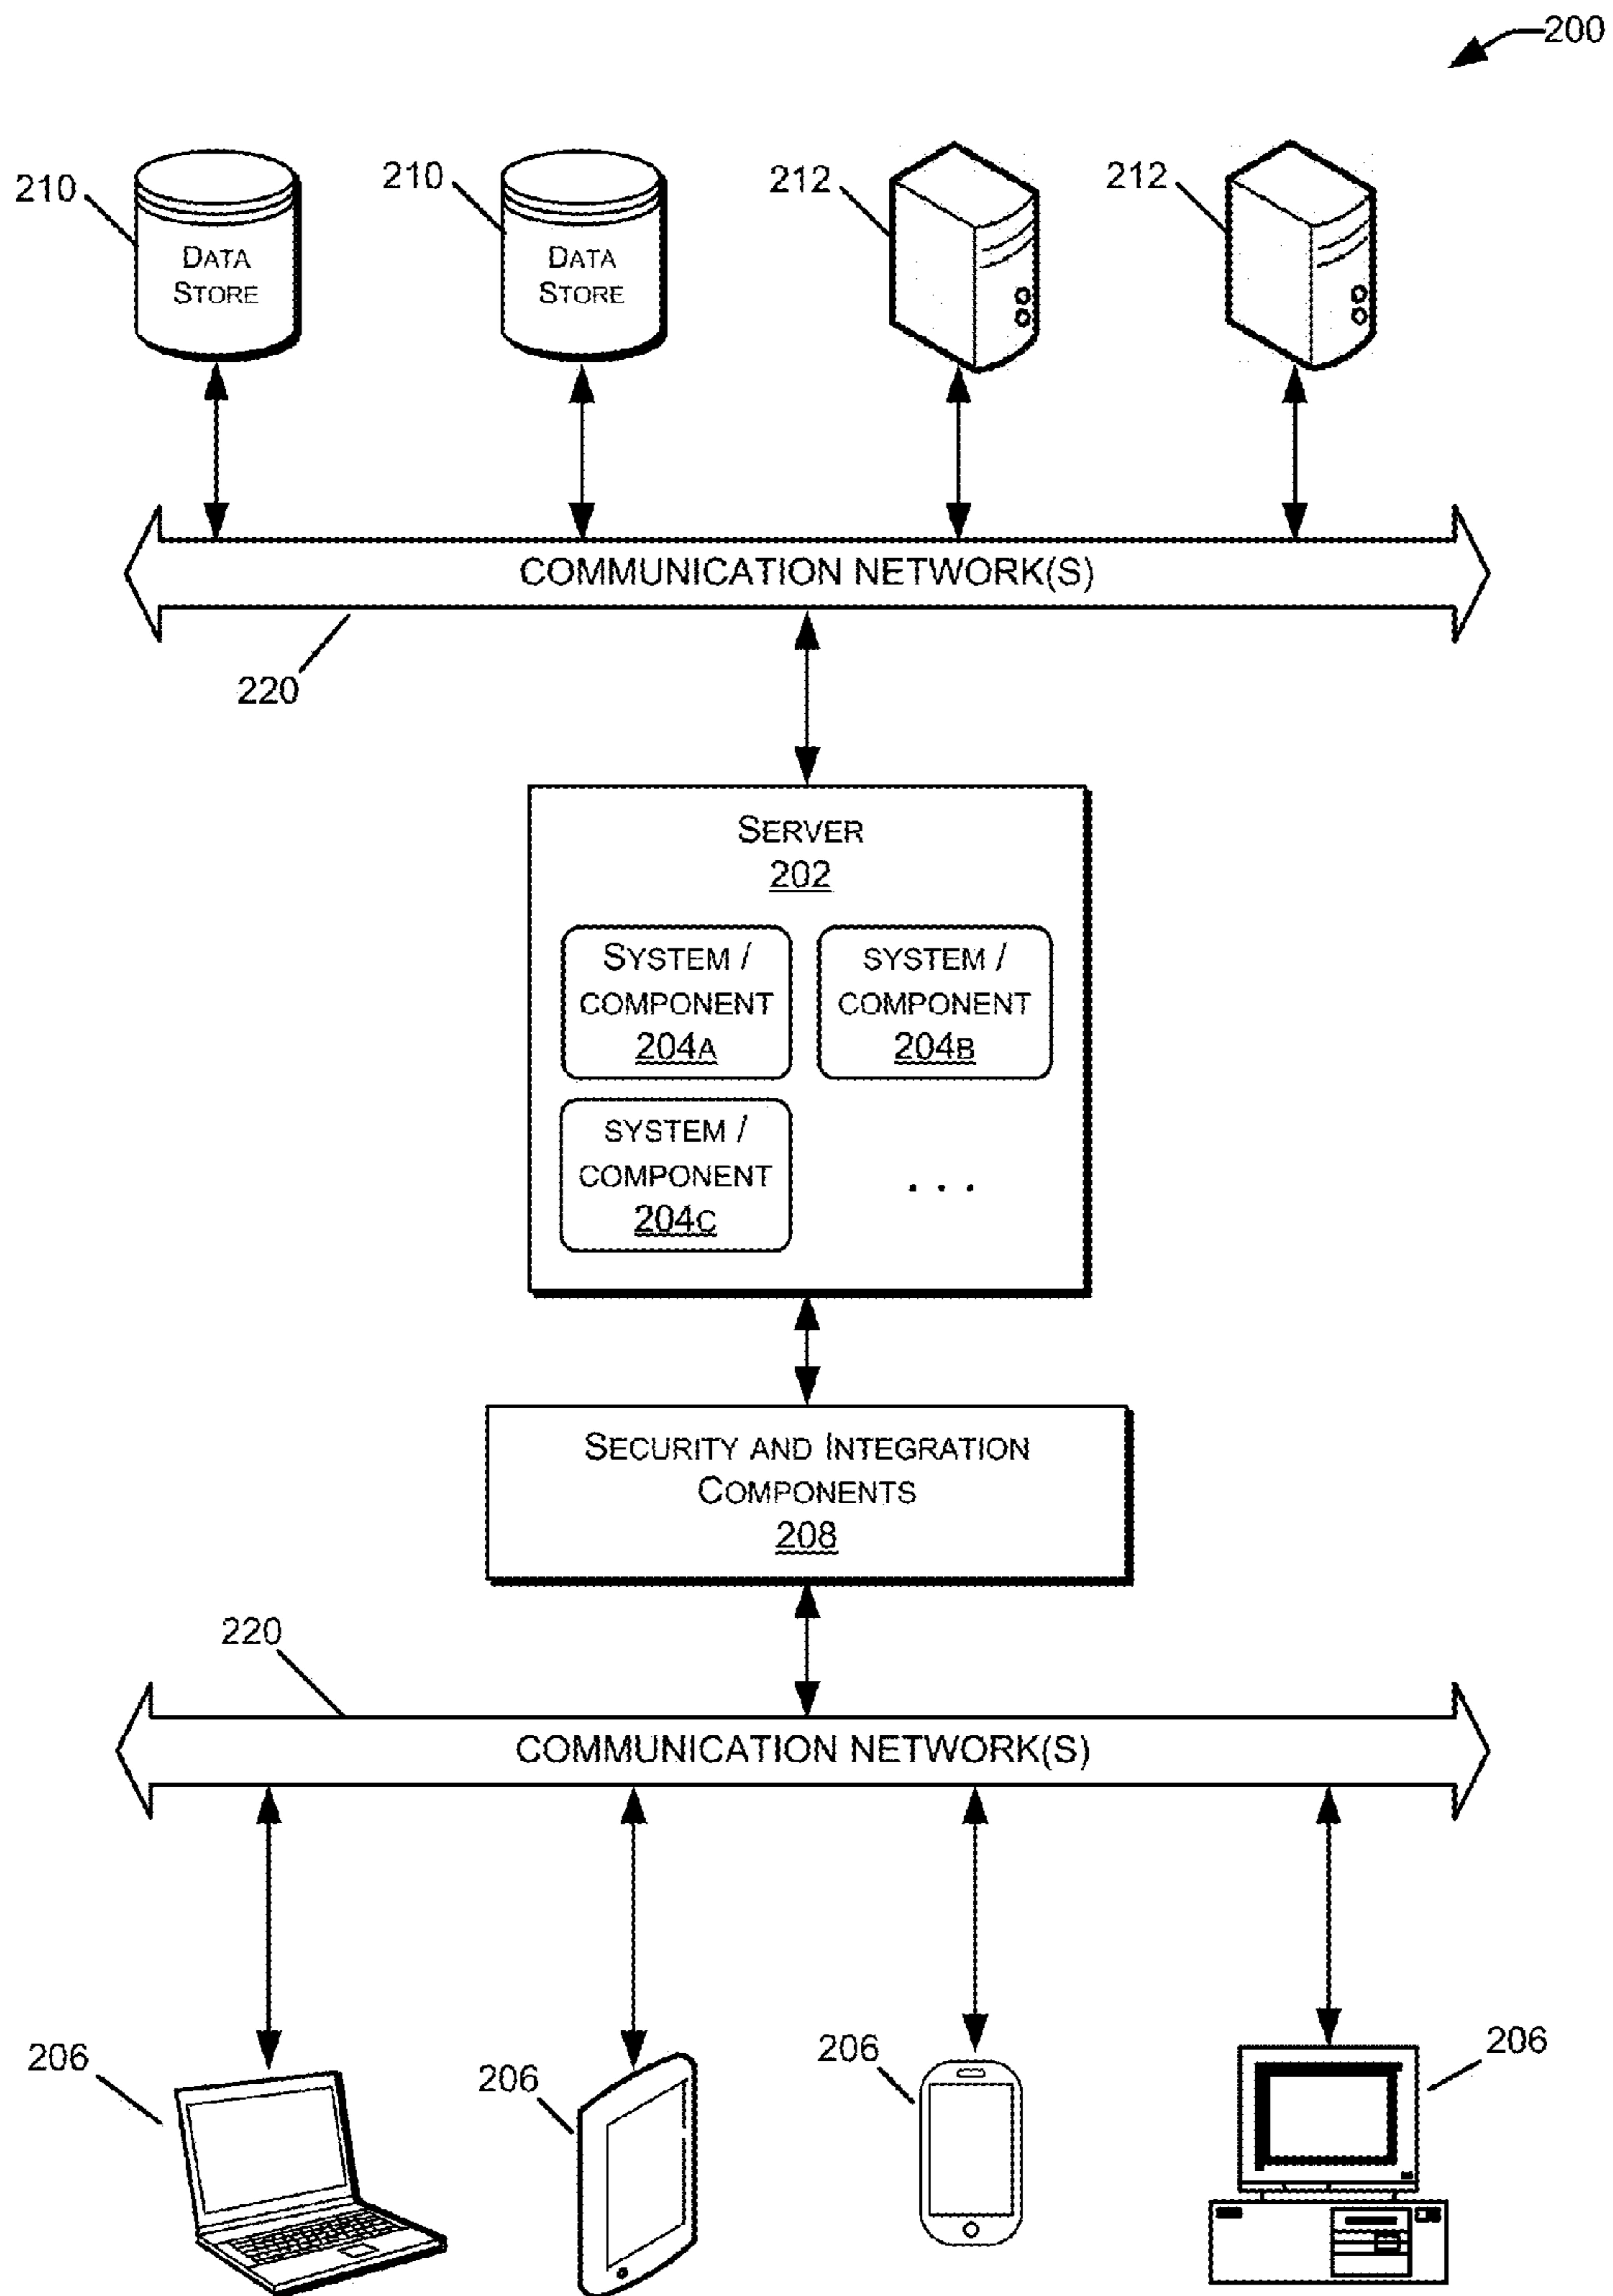 200
210
210
212
212
DATA
STORE
DATA
STORE
COMMUNICATION NETWORK(S)
220
SERVER
202
SYSTEM /
COMPONENT
204A
SYSTEM /
COMPONENT
204B
SYSTEM /
COMPONENT
204C
. . .
SECURITY AND INTEGRATION
COMPONENTS
208
220
COMMUNICATION NETWORK(S)
206
206
206
206